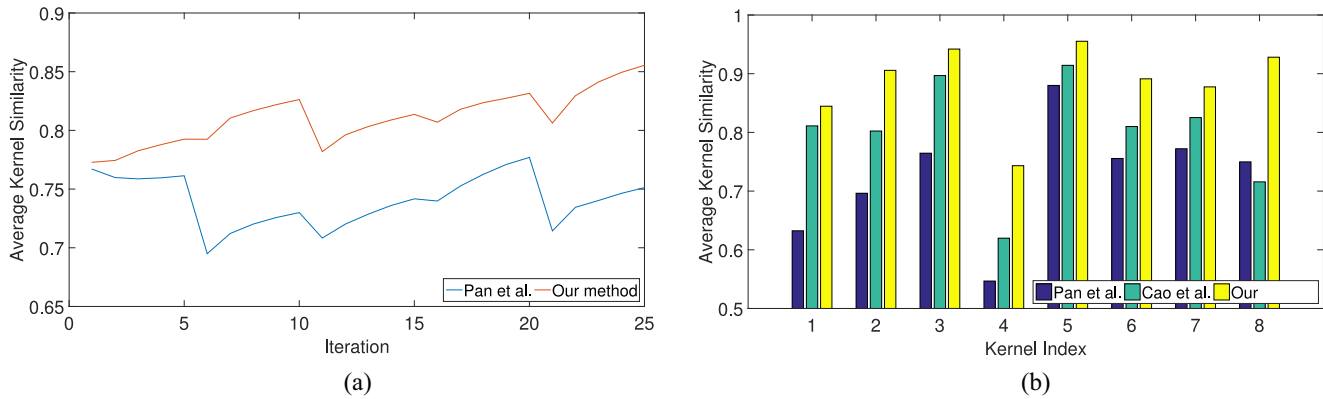 0.9
0.85
0.8
0.75
0.7
0.65
0 5 10 15 20 25
Average Kernel Similarity
Iteration
Pan et al. Our method
(a)
1
0.9
0.8
0.7
0.6
0.5
1 2 3 4 5 6 7 8
Average Kernel Similarity
Kernel Index
Pan et al. Cao et al. Our
(b)